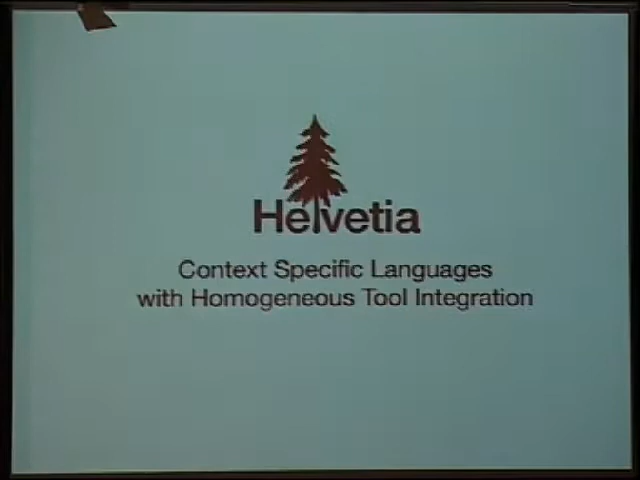 Helvetia
Context Specific Languages
with Homogeneous Tool Integration